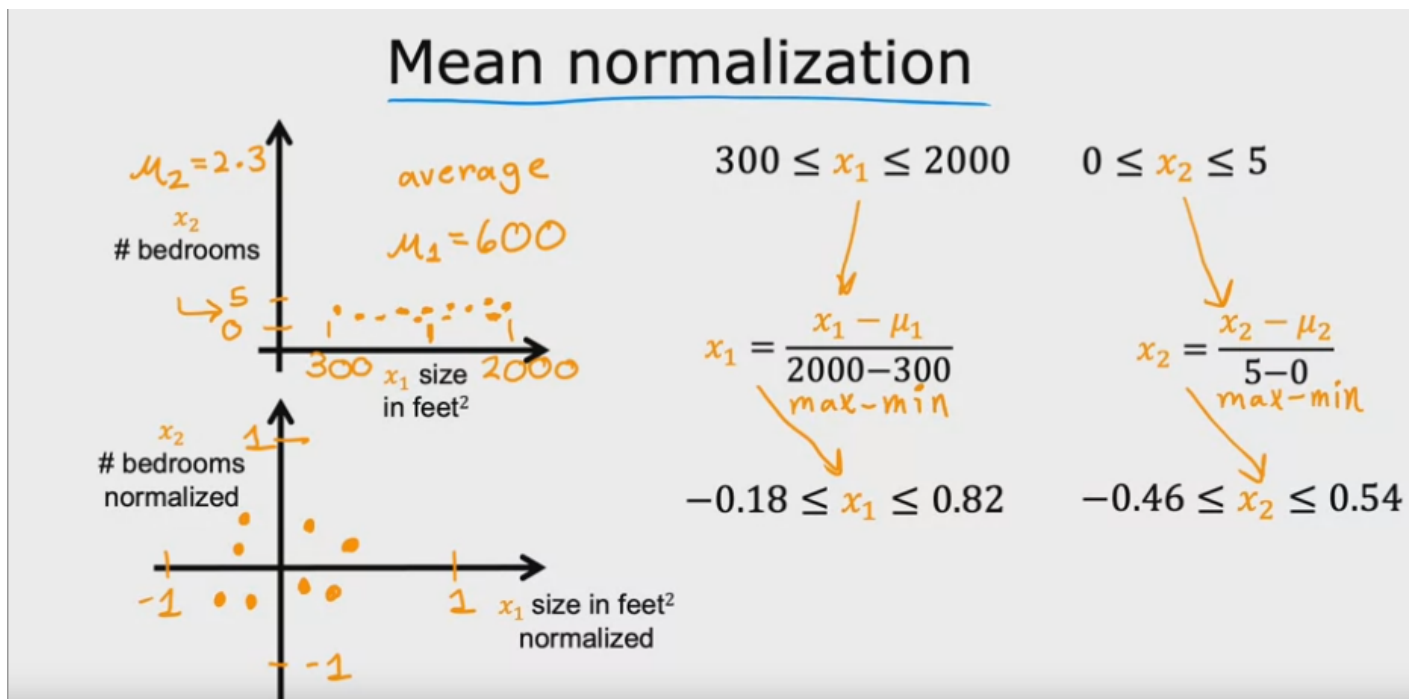 Mean normalization
μ₂ = 2.3
average
μ₁ = 600
x₂
# bedrooms
5
0
300
2000
x₁ size
in feet²
300 ≤ x₁ ≤ 2000
x₁ = (x₁ − μ₁) / (2000−300)
max-min
−0.18 ≤ x₁ ≤ 0.82
0 ≤ x₂ ≤ 5
x₂ = (x₂ − μ₂) / (5−0)
max-min
−0.46 ≤ x₂ ≤ 0.54
x₂
# bedrooms
normalized
1
-1
1
-1
x₁ size in feet²
normalized